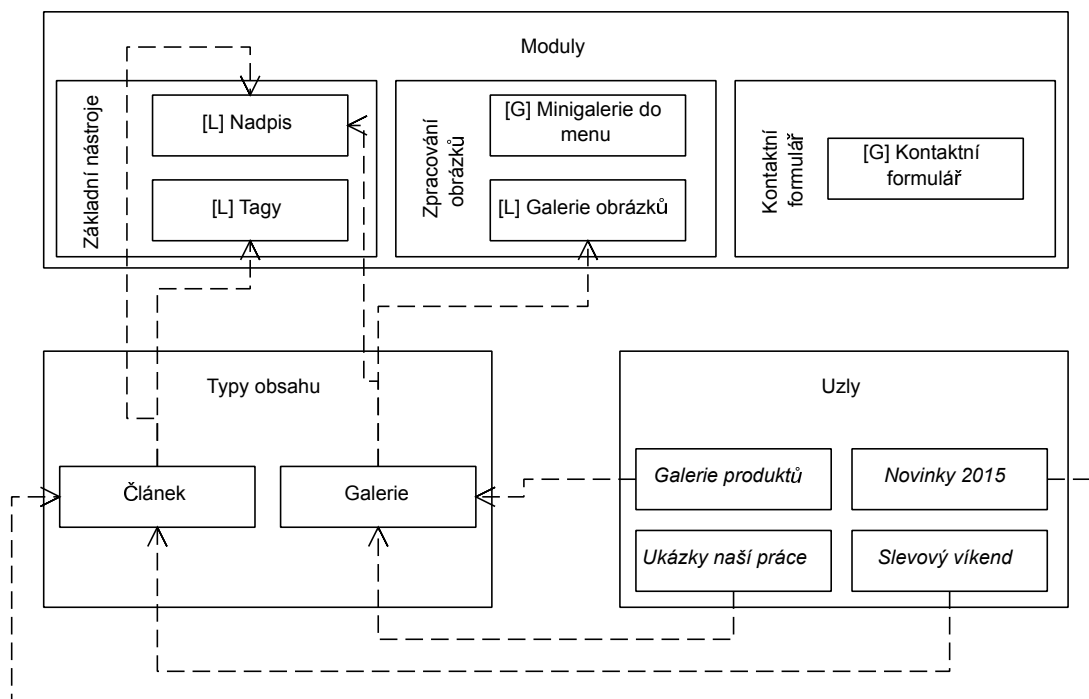 Moduly
Základní nástroje
[L] Nadpis
[L] Tagy
Zpracování
obrázků
[G] Minigalerie do
menu
[L] Galerie obrázků
Kontaktní
formulář
[G] Kontaktní
formulář
Typy obsahu
Článek
Galerie
Uzly
Galerie produktů
Novinky 2015
Ukázky naší práce
Slevový víkend